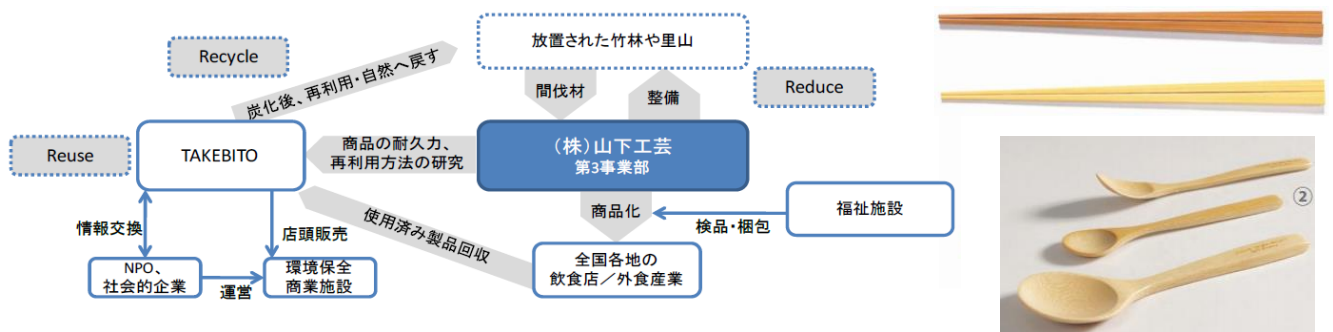 Recycle
放置された竹林や里山
炭化後、再利用・自然へ戻す
間伐材
整備
Reduce
Reuse
TAKEBITO
商品の耐久力、
再利用方法の研究
(株)山下工芸
第3事業部
商品化
福祉施設
検品・梱包
情報交換
店頭販売
使用済み製品回収
NPO、
社会的企業
運営
環境保全
商業施設
全国各地の
飲食店/外食産業
②